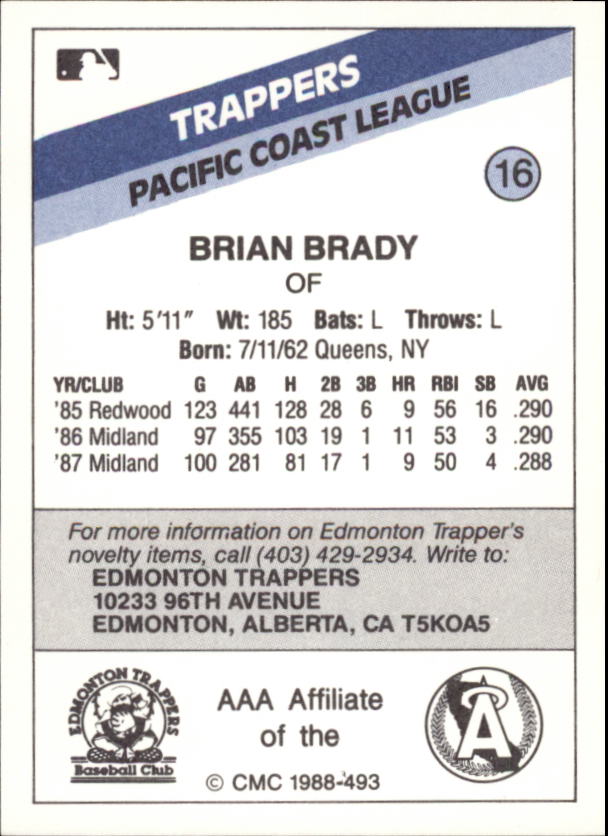 TRAPPERS
PACIFIC COAST LEAGUE
16
BRIAN BRADY
OF
Ht: 5'11" Wt: 185 Bats: L Throws: L
Born: 7/11/62 Queens, NY
YR/CLUB G AB H 2B 3B HR RBI SB AVG
'85 Redwood 123 441 128 28 6 9 56 16 .290
'86 Midland 97 355 103 19 1 11 53 3 .290
'87 Midland 100 281 81 17 1 9 50 4 .288
For more information on Edmonton Trapper's
novelty items, call (403) 429-2934. Write to:
EDMONTON TRAPPERS
10233 96TH AVENUE
EDMONTON, ALBERTA, CA T5KOA5
EDMONTON TRAPPERS
Baseball Club
AAA Affiliate
of the
© CMC 1988-493
A